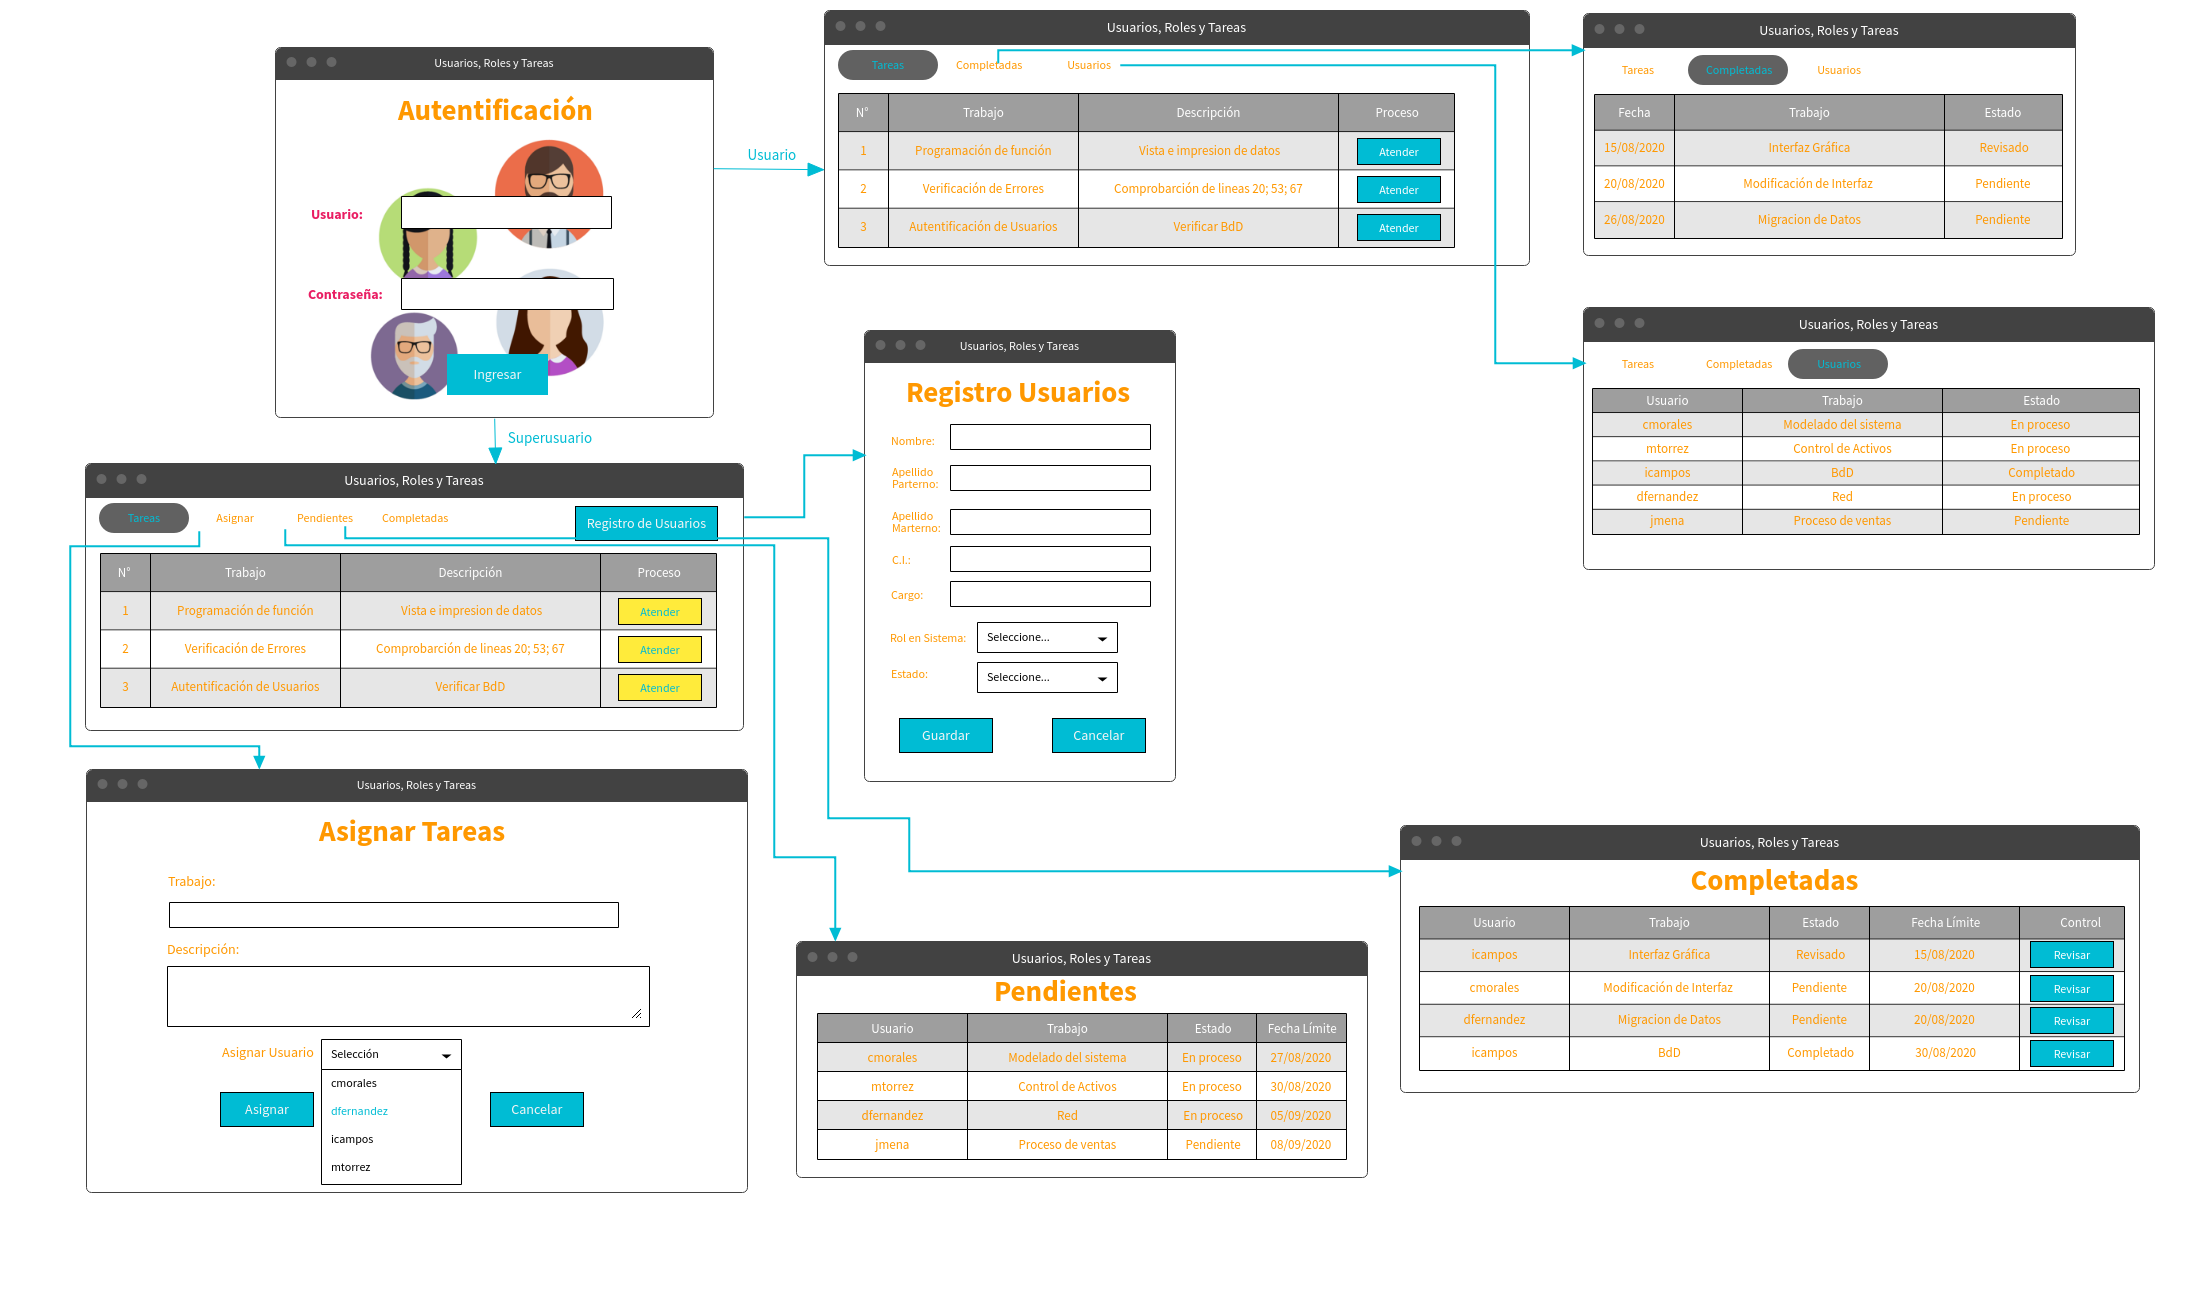 Usuarios, Roles y Tareas
Autentificación
Usuario:
Contraseña:
Ingresar
Usuario
Superusuario
Usuarios, Roles y Tareas
Tareas Completadas Usuarios
N° Trabajo Descripción Proceso
1 Programación de función Vista e impresion de datos Atender
2 Verificación de Errores Comprobarción de lineas 20; 53; 67 Atender
3 Autentificación de Usuarios Verificar BdD Atender
Usuarios, Roles y Tareas
Tareas Completadas Usuarios
Fecha Trabajo Estado
15/08/2020 Interfaz Gráfica Revisado
20/08/2020 Modificación de Interfaz Pendiente
26/08/2020 Migracion de Datos Pendiente
Usuarios, Roles y Tareas
Tareas Completadas Usuarios
Usuario Trabajo Estado
cmorales Modelado del sistema En proceso
mtorrez Control de Activos En proceso
icampos BdD Completado
dfernandez Red En proceso
jmena Proceso de ventas Pendiente
Usuarios, Roles y Tareas
Registro Usuarios
Nombre:
Apellido
Parterno:
Apellido
Marterno:
C.I.:
Cargo:
Rol en Sistema: Seleccione...
Estado: Seleccione...
Guardar Cancelar
Usuarios, Roles y Tareas
Tareas Asignar Pendientes Completadas Registro de Usuarios
N° Trabajo Descripción Proceso
1 Programación de función Vista e impresion de datos Atender
2 Verificación de Errores Comprobarción de lineas 20; 53; 67 Atender
3 Autentificación de Usuarios Verificar BdD Atender
Usuarios, Roles y Tareas
Asignar Tareas
Trabajo:
Descripción:
Asignar Usuario Selección
cmorales
dfernandez
icampos
mtorrez
Asignar Cancelar
Usuarios, Roles y Tareas
Pendientes
Usuario Trabajo Estado Fecha Límite
cmorales Modelado del sistema En proceso 27/08/2020
mtorrez Control de Activos En proceso 30/08/2020
dfernandez Red En proceso 05/09/2020
jmena Proceso de ventas Pendiente 08/09/2020
Usuarios, Roles y Tareas
Completadas
Usuario Trabajo Estado Fecha Límite Control
icampos Interfaz Gráfica Revisado 15/08/2020 Revisar
cmorales Modificación de Interfaz Pendiente 20/08/2020 Revisar
dfernandez Migracion de Datos Pendiente 20/08/2020 Revisar
icampos BdD Completado 30/08/2020 Revisar